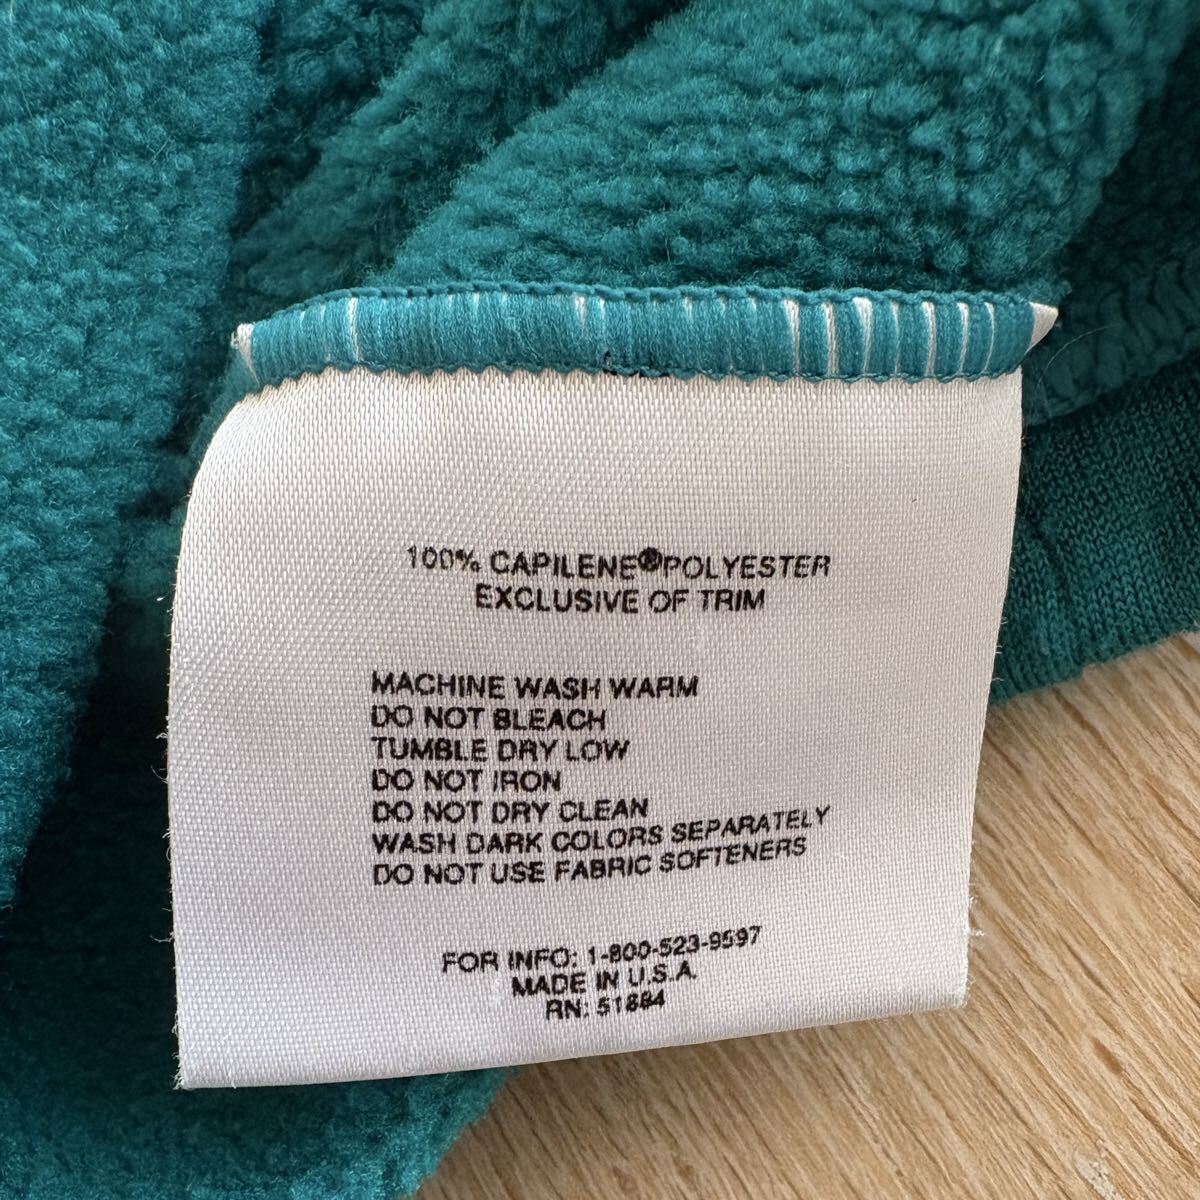 100% CAPILENE® POLYESTER
EXCLUSIVE OF TRIM
MACHINE WASH WARM
DO NOT BLEACH
TUMBLE DRY LOW
DO NOT IRON
DO NOT DRY CLEAN
WASH DARK COLORS SEPARATELY
DO NOT USE FABRIC SOFTENERS
FOR INFO: 1-800-523-9597
MADE IN U.S.A.
RN: 51884